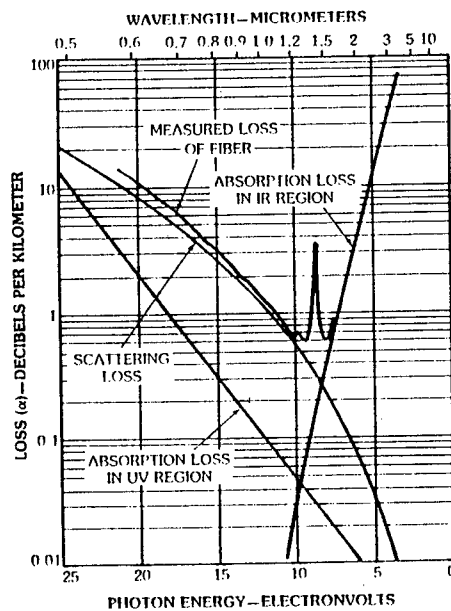 WAVELENGTH–MICROMETERS
0.5 0.6 0.7 0.8 0.9 1.0 1.2 1.5 2 3 5 10
100
MEASURED LOSS
OF FIBER
ABSORPTION LOSS
IN IR REGION
10
LOSS (α)–DECIBELS PER KILOMETER
1
SCATTERING
LOSS
0 1
ABSORPTION LOSS
IN UV REGION
0.01
25 20 15 10 5 0
PHOTON ENERGY–ELECTRONVOLTS